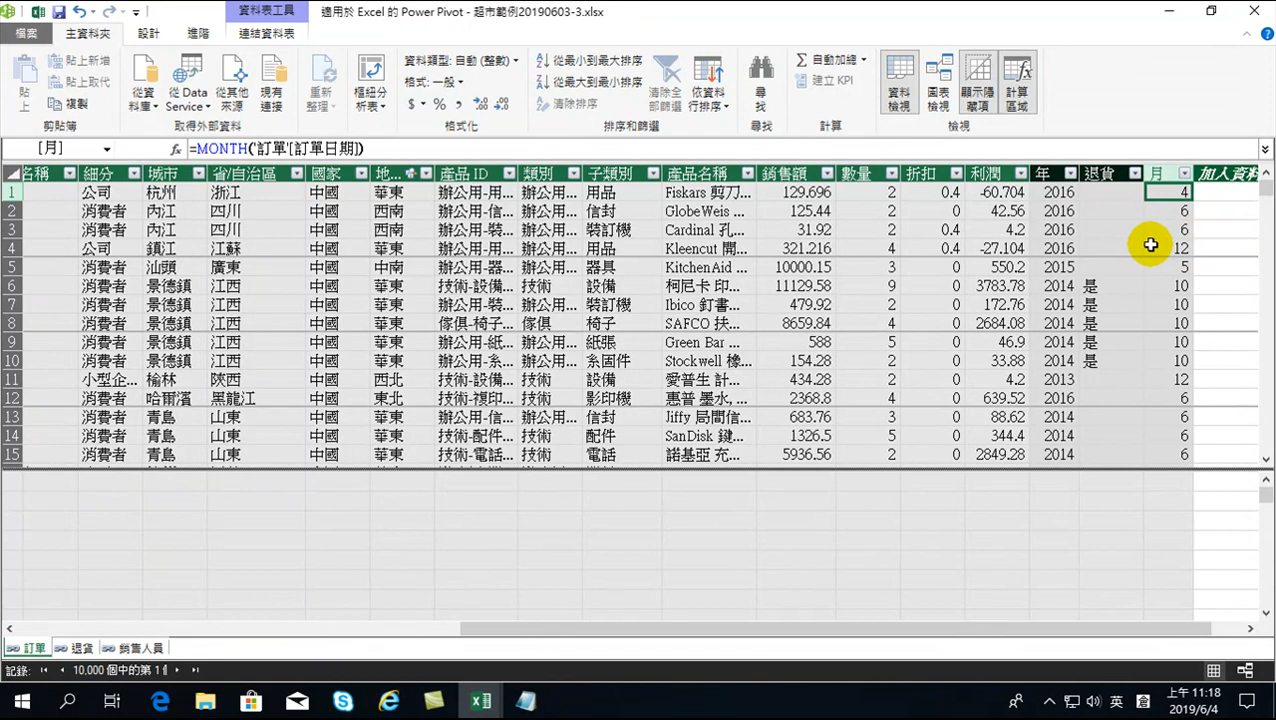 資料表工具
適用於 Excel 的 Power Pivot - 超市範例20190603-3.xlsx
檔案 主資料夾 設計 進階 連結資料表
貼上
貼上新增
貼上取代
複製
剪貼簿
從資料庫
從 Data Service
從其他來源
現有連接
取得外部資料
重新整理
樞紐分析表
資料類型: 自動 (整數)
格式: 一般
$ % ,
格式化
從最小到最大排序
從最大到最小排序
清除排序
清除全部篩選
依資料行排序
排序和篩選
尋找
尋找
自動加總
建立 KPI
計算
資料檢視
圖表檢視
顯示隱藏項
計算區域
檢視
[月] fx =MONTH('訂單'[訂單日期])
名稱 細分 城市 省/自治區 國家 地... 產品 ID 類別 子類別 產品名稱 銷售額 數量 折扣 利潤 年 退貨 月 加入資料
1 公司 杭州 浙江 中國 華東 辦公用-用... 辦公用... 用品 Fiskars 剪刀... 129.696 2 0.4 -60.704 2016 4
2 消費者 內江 四川 中國 西南 辦公用-信... 辦公用... 信封 GlobeWeis ... 125.44 2 0 42.56 2016 6
3 消費者 內江 四川 中國 西南 辦公用-裝... 辦公用... 裝訂機 Cardinal 孔... 31.92 2 0.4 4.2 2016 6
4 公司 鎮江 江蘇 中國 華東 辦公用-用... 辦公用... 用品 Kleencut 開... 321.216 4 0.4 -27.104 2016 12
5 消費者 汕頭 廣東 中國 中南 辦公用-器... 辦公用... 器具 KitchenAid ... 10000.15 3 0 550.2 2015 5
6 消費者 景德鎮 江西 中國 華東 技術-設備... 技術 設備 柯尼卡 印... 11129.58 9 0 3783.78 2014 是 10
7 消費者 景德鎮 江西 中國 華東 辦公用-裝... 辦公用... 裝訂機 Ibico 釘書... 479.92 2 0 172.76 2014 是 10
8 消費者 景德鎮 江西 中國 華東 傢俱-椅子... 傢俱 椅子 SAFCO 扶... 8659.84 4 0 2684.08 2014 是 10
9 消費者 景德鎮 江西 中國 華東 辦公用-紙... 辦公用... 紙張 Green Bar ... 588 5 0 46.9 2014 是 10
10 消費者 景德鎮 江西 中國 華東 辦公用-糸... 辦公用... 糸固件 Stockwell 橡... 154.28 2 0 33.88 2014 是 10
11 小型企... 榆林 陝西 中國 西北 技術-設備... 技術 設備 愛普生 計... 434.28 2 0 4.2 2013 12
12 消費者 哈爾濱 黑龍江 中國 東北 技術-複印... 技術 影印機 惠普 墨水,... 2368.8 4 0 639.52 2016 6
13 消費者 青島 山東 中國 華東 辦公用-信... 辦公用... 信封 Jiffy 局間信... 683.76 3 0 88.62 2014 6
14 消費者 青島 山東 中國 華東 技術-配件... 技術 配件 SanDisk 鍵... 1326.5 5 0 344.4 2014 6
15 消費者 青島 山東 中國 華東 技術-電話... 技術 電話 諾基亞 充... 5936.56 2 0 2849.28 2014 6
訂單 退貨 銷售人員
記錄: 10,000 個中的第 1 個
英 倉 上午 11:18
2019/6/4